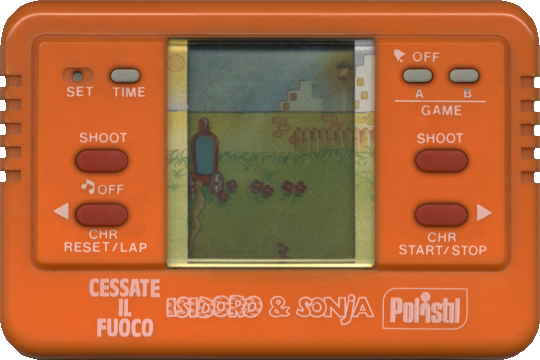 OFF
SET TIME
A B
GAME
SHOOT
SHOOT
OFF
CHR
RESET/LAP
CHR
START/STOP
CESSATE
IL
FUOCO
ISIDORO & SONJA
Polistil